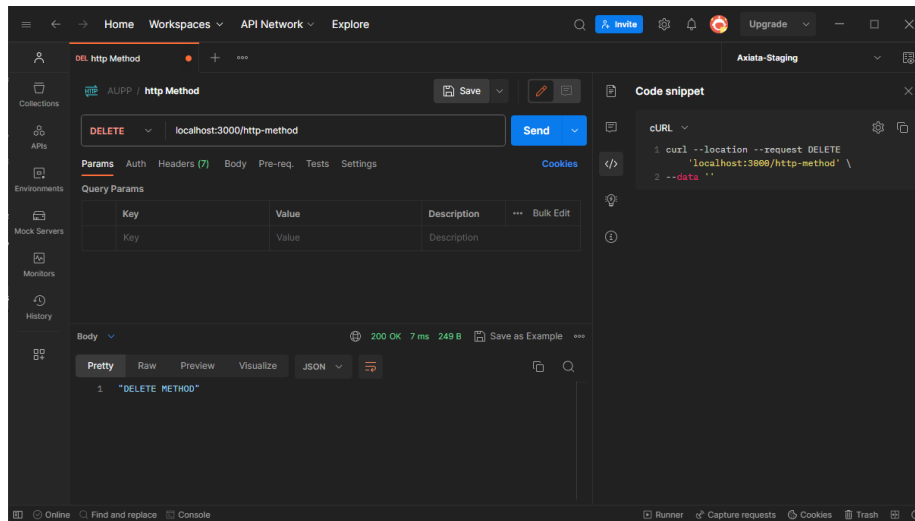 Home Workspaces API Network Explore Invite Upgrade
DEL http Method Axiata-Staging
HTTP AUPP / http Method Save Code snippet
DELETE localhost:3000/http-method Send cURL
Params Auth Headers (7) Body Pre-req. Tests Settings Cookies
Query Params
Key Value Description Bulk Edit
Key Value Description
1 curl --location --request DELETE
'localhost:3000/http-method' \
2 --data ''
Collections
APIs
Environments
Mock Servers
Monitors
History
Body 200 OK 7 ms 249 B Save as Example
Pretty Raw Preview Visualize JSON
1 "DELETE METHOD"
Online Find and replace Console Runner Capture requests Cookies Trash